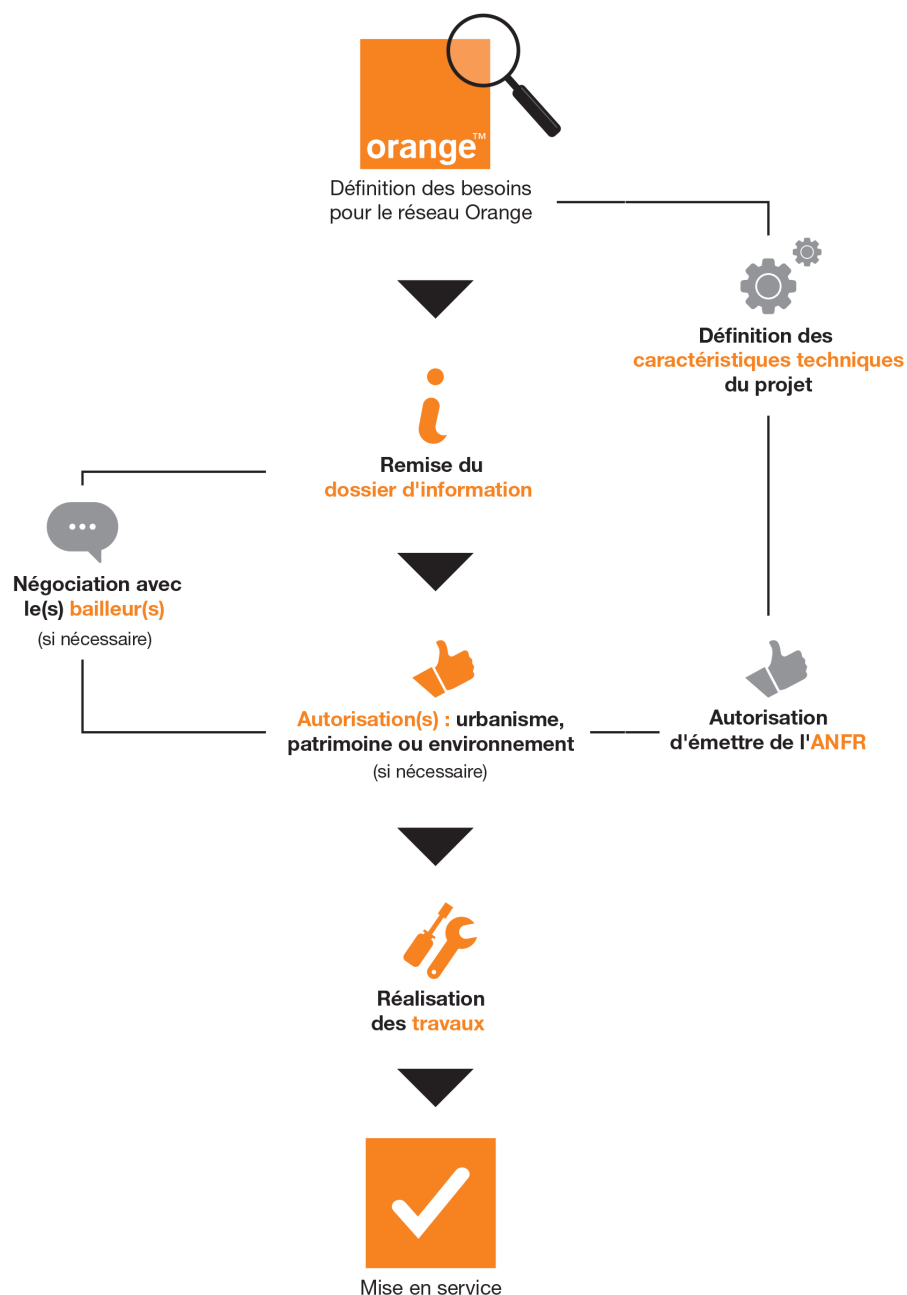 orange™
Définition des besoins
pour le réseau Orange
Définition des
caractéristiques techniques
du projet
Remise du
dossier d'information
Négociation avec
le(s) bailleur(s)
(si nécessaire)
Autorisation(s) : urbanisme,
patrimoine ou environnement
(si nécessaire)
Autorisation
d'émettre de l'ANFR
Réalisation
des travaux
Mise en service